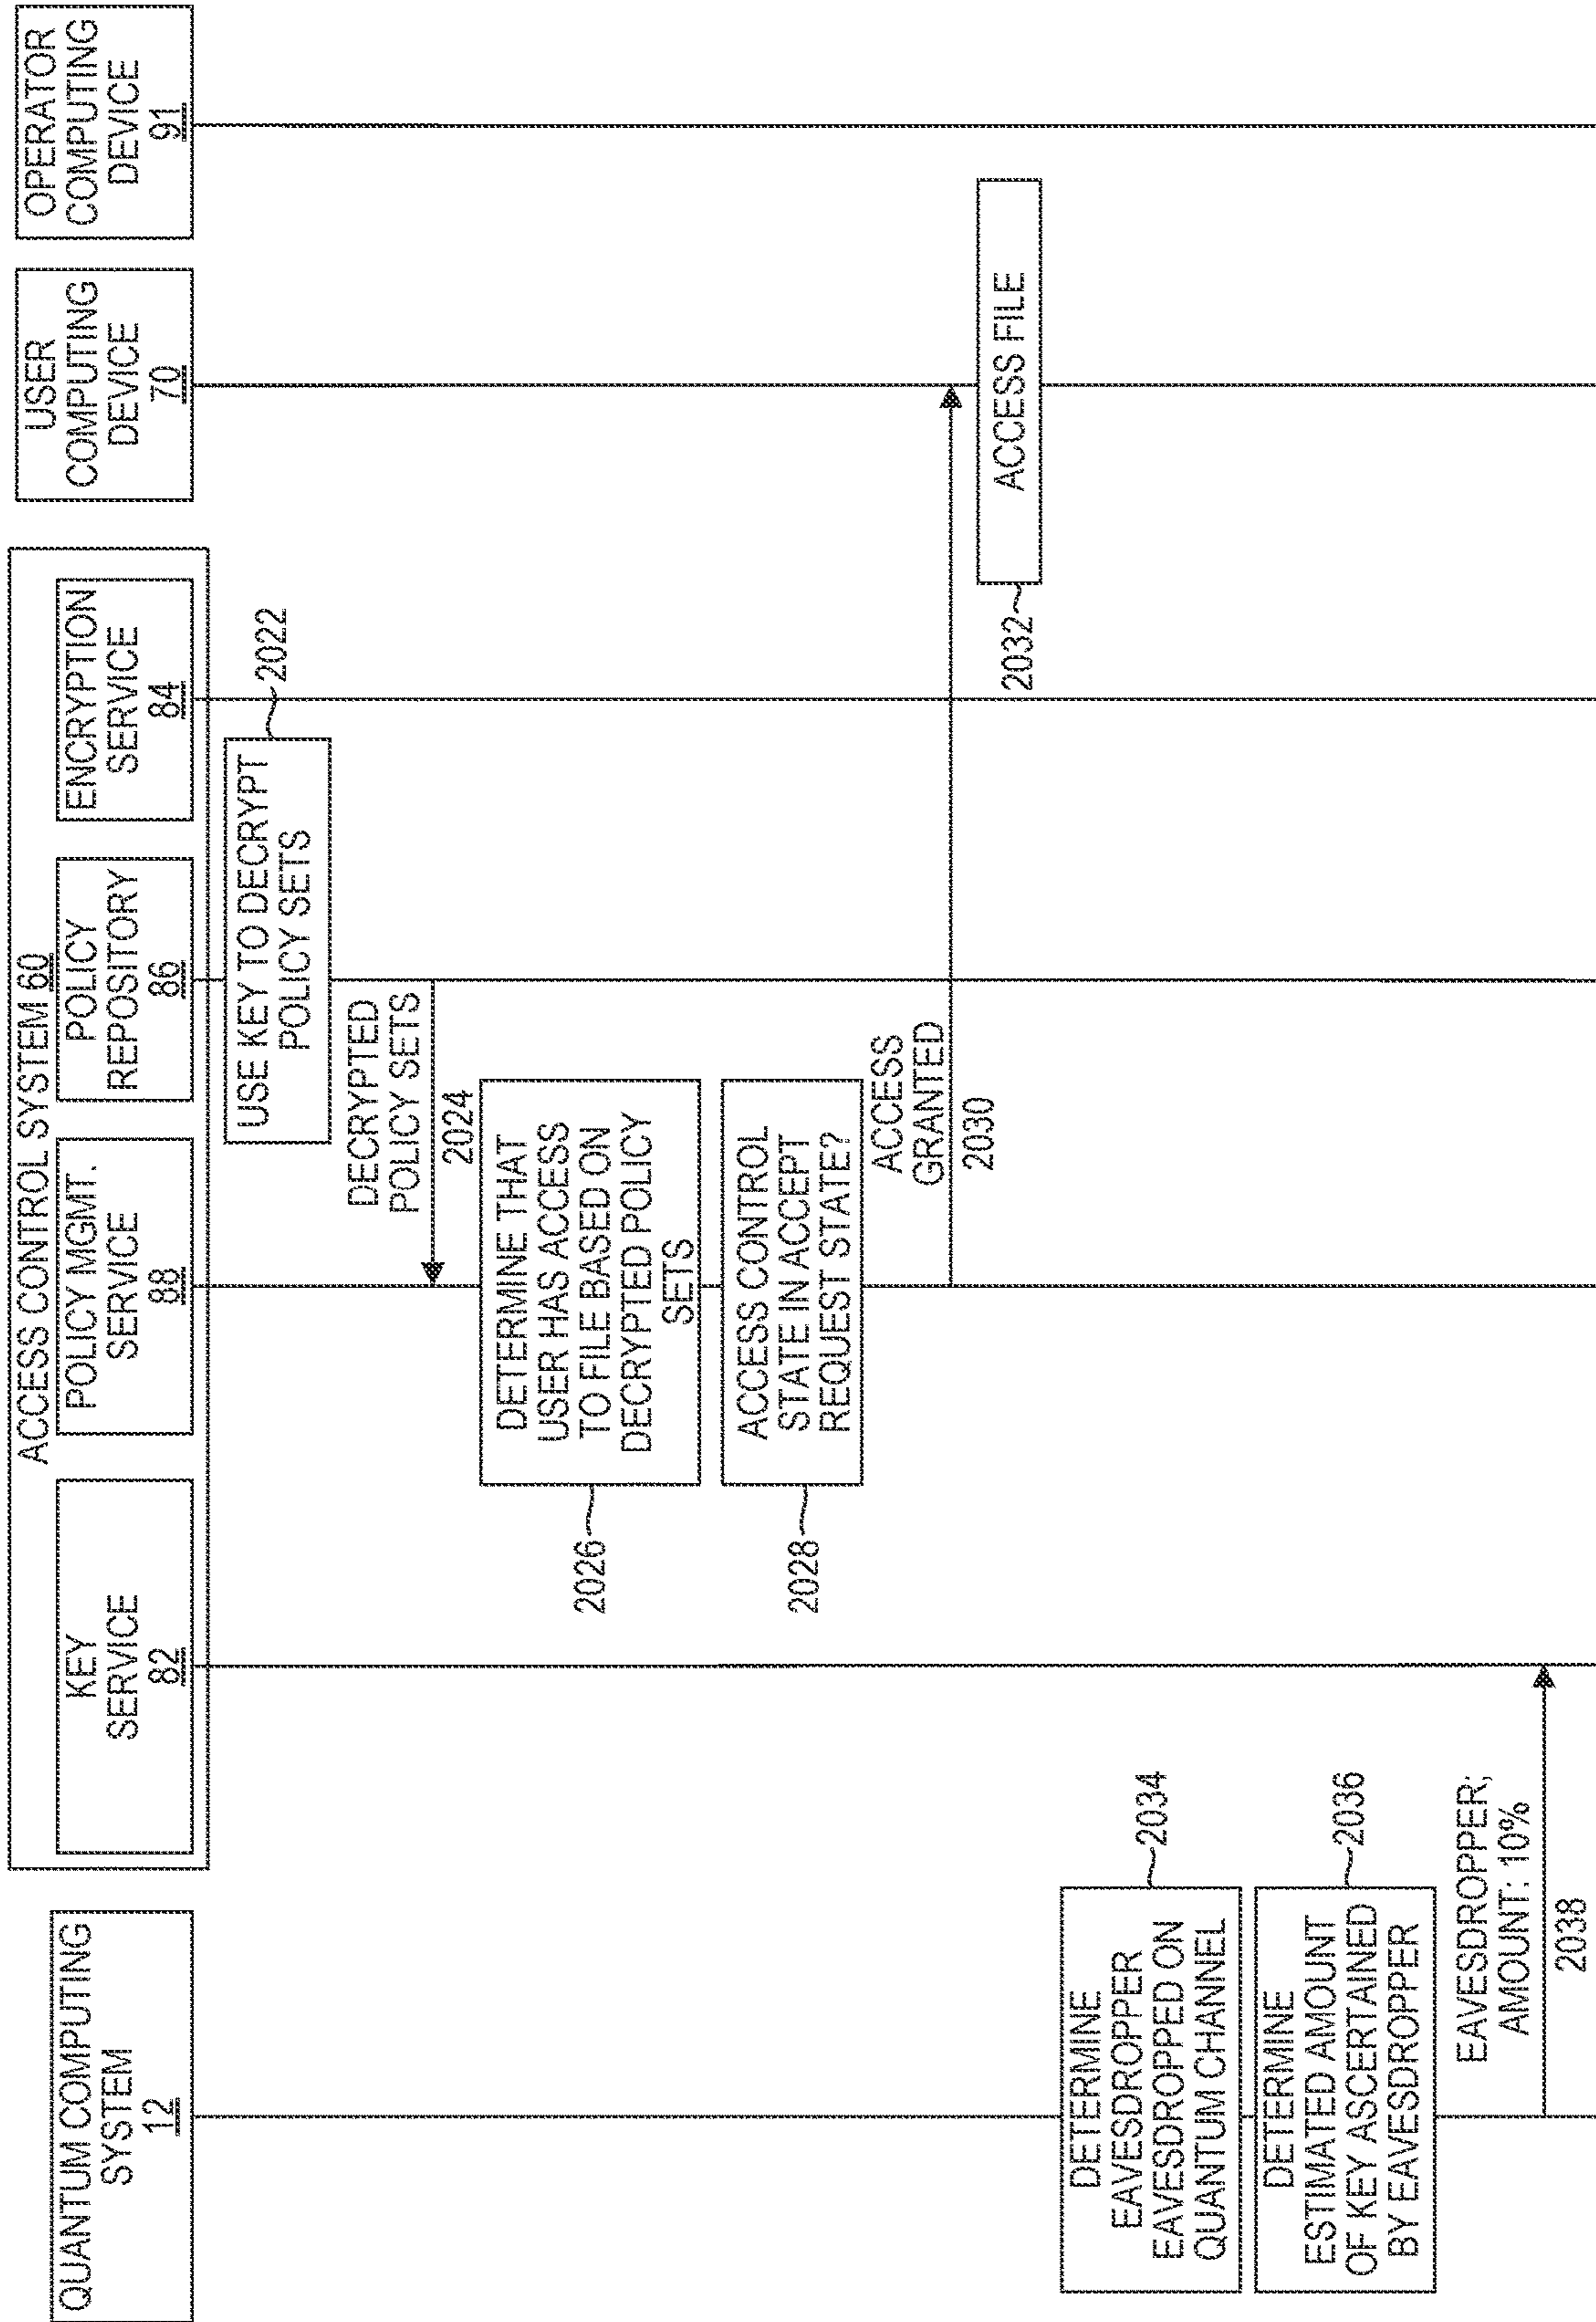 QUANTUM COMPUTING
SYSTEM
12
ACCESS CONTROL SYSTEM 60
KEY
SERVICE
82
POLICY MGMT.
SERVICE
88
POLICY
REPOSITORY
86
ENCRYPTION
SERVICE
84
USER
COMPUTING
DEVICE
70
OPERATOR
COMPUTING
DEVICE
91
USE KEY TO DECRYPT
POLICY SETS
2022
DECRYPTED
POLICY SETS
2024
DETERMINE THAT
USER HAS ACCESS
TO FILE BASED ON
DECRYPTED POLICY
SETS
2026
ACCESS CONTROL
STATE IN ACCEPT
REQUEST STATE?
2028
ACCESS
GRANTED
2030
ACCESS FILE
2032
DETERMINE
EAVESDROPPER
EAVESDROPPED ON
QUANTUM CHANNEL
2034
DETERMINE
ESTIMATED AMOUNT
OF KEY ASCERTAINED
BY EAVESDROPPER
2036
EAVESDROPPER;
AMOUNT: 10%
2038